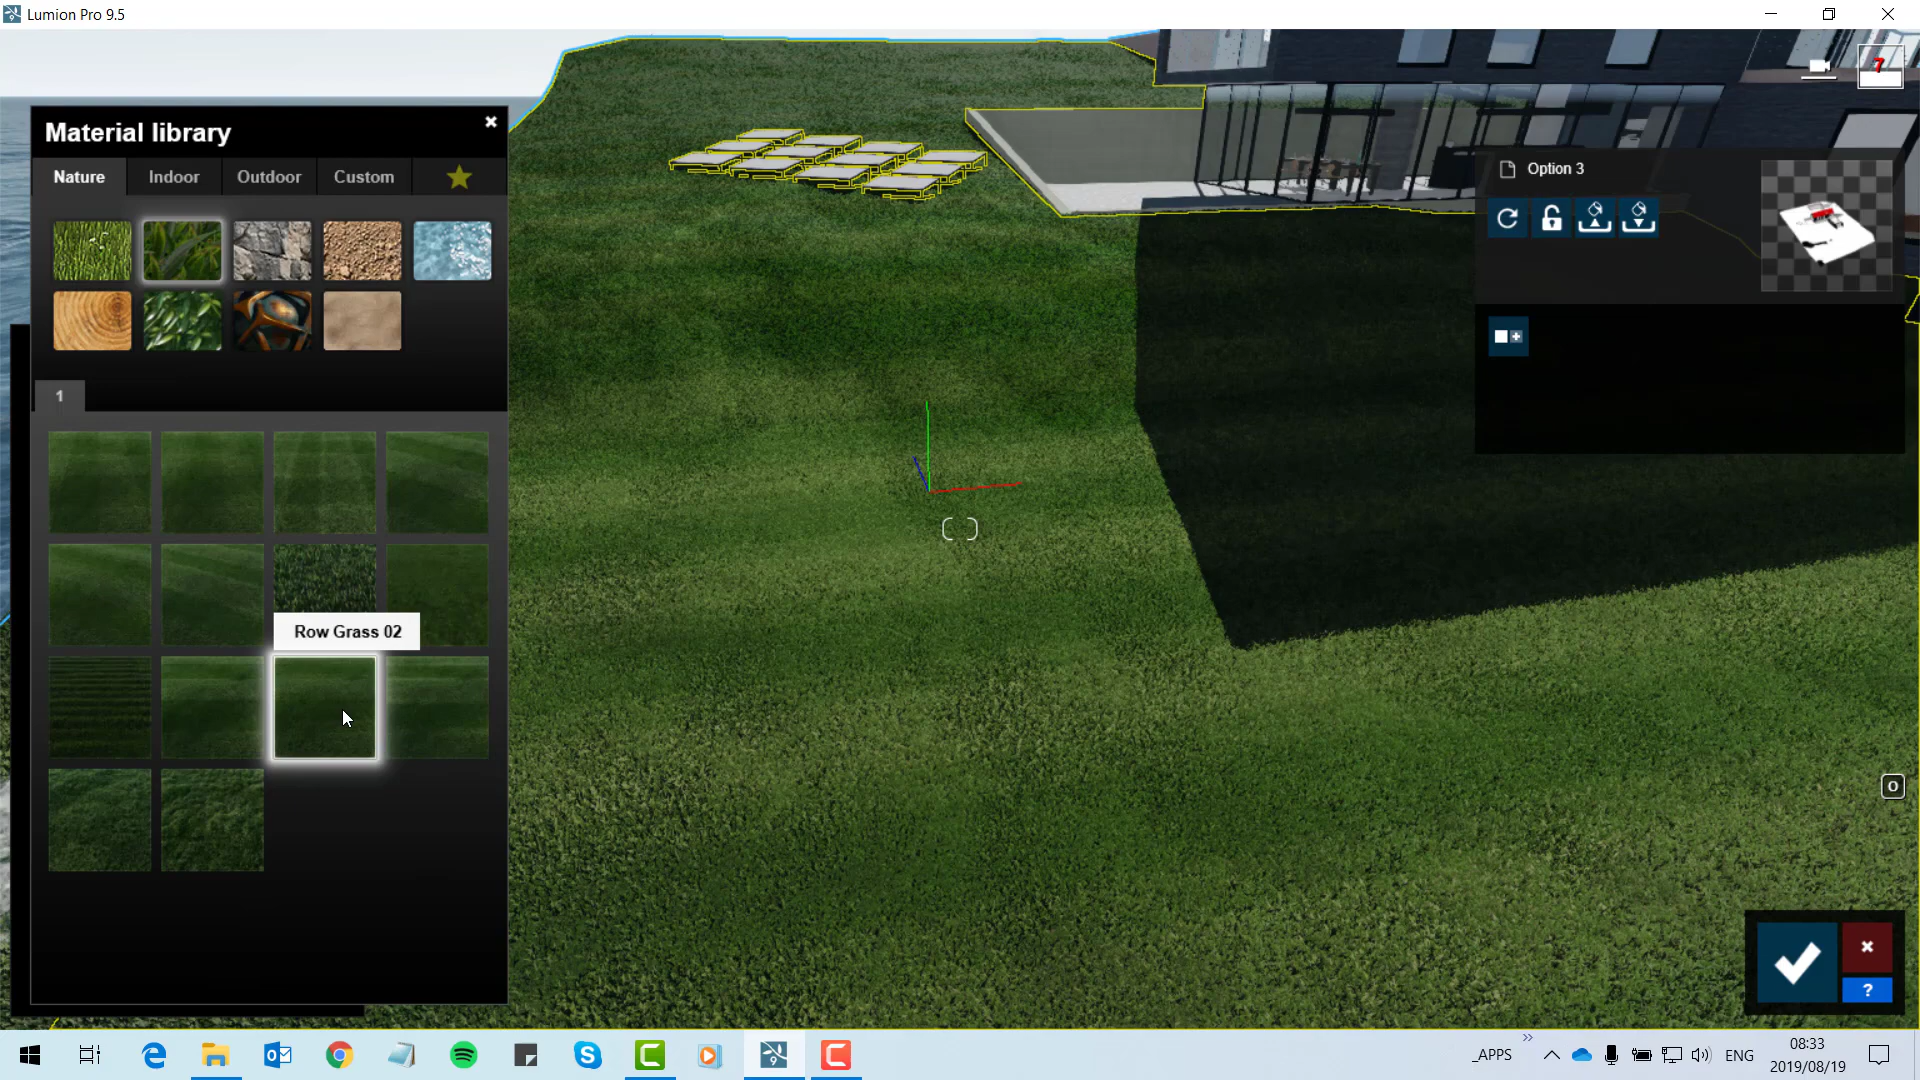 Lumion Pro 9.5
7
Material library
Nature
Indoor
Outdoor
Custom
Option 3
1
Row Grass 02
O
?
_APPS
ENG
08:33
2019/08/19